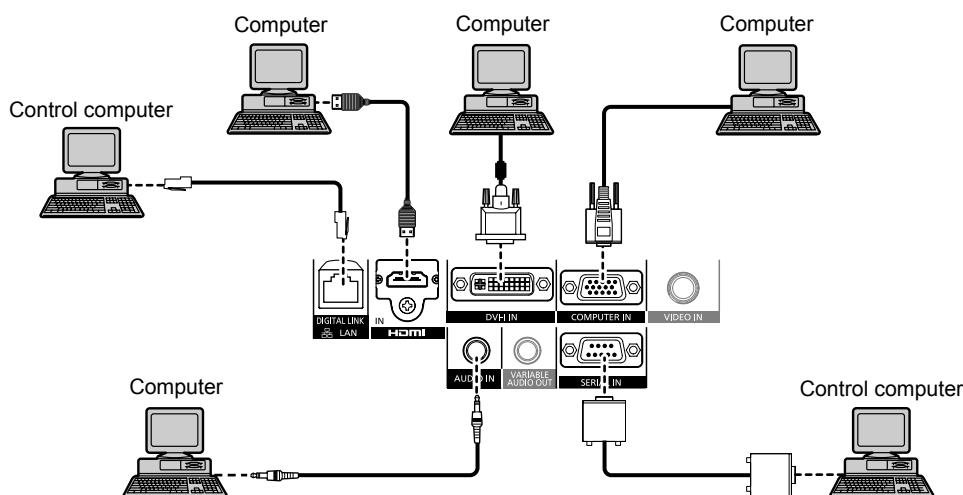 Computer
Computer
Computer
Control computer
DIGITAL LINK
LAN
IN
HDMI
DVI-I IN
COMPUTER IN
VIDEO IN
AUDIO IN
VARIABLE
AUDIO OUT
SERIAL IN
Computer
Control computer